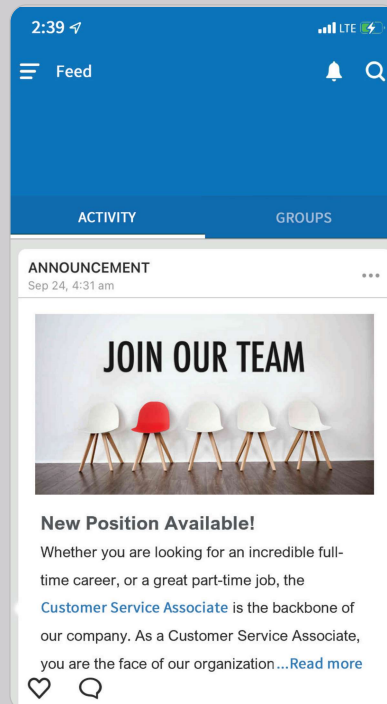 2:39
LTE
Feed
ACTIVITY
GROUPS
ANNOUNCEMENT
Sep 24, 4:31 am
JOIN OUR TEAM
New Position Available!
Whether you are looking for an incredible full-
time career, or a great part-time job, the
Customer Service Associate is the backbone of
our company. As a Customer Service Associate,
you are the face of our organization...Read more